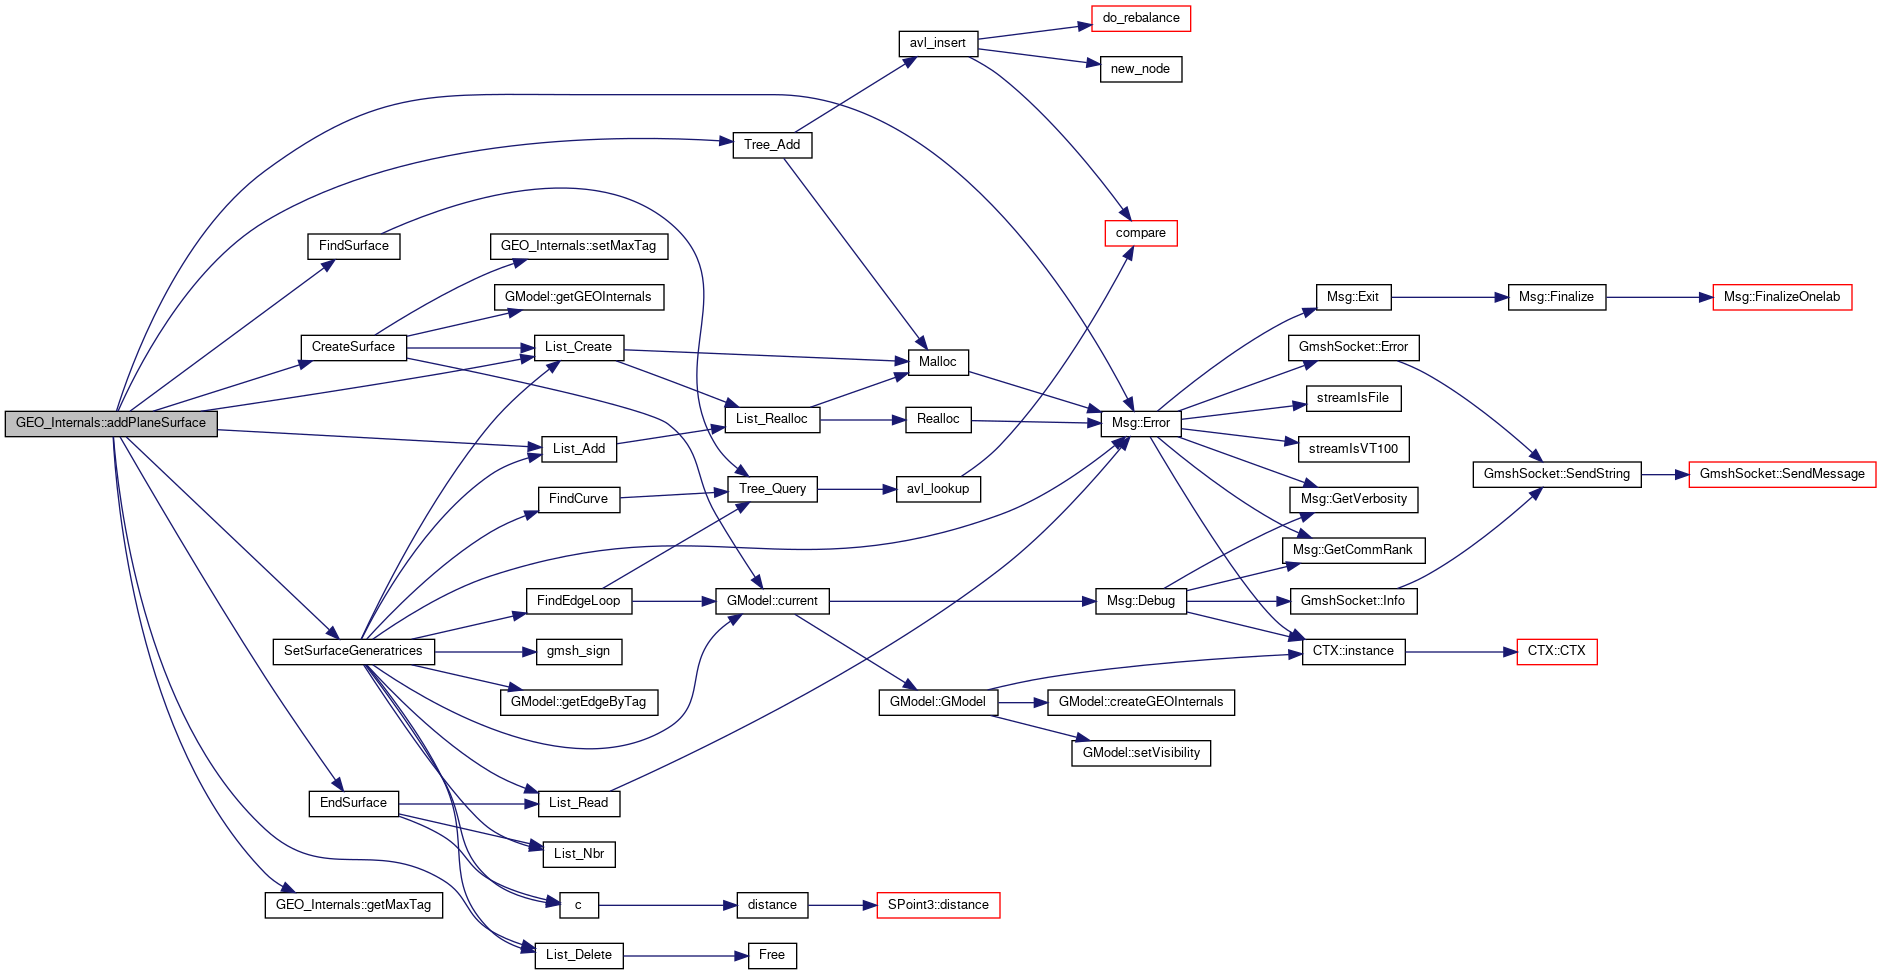 do_rebalance
avl_insert
new_node
Tree_Add
compare
FindSurface
GEO_Internals::setMaxTag
GModel::getGEOInternals
Msg::Exit
Msg::Finalize
Msg::FinalizeOnelab
CreateSurface
List_Create
Malloc
GmshSocket::Error
streamIsFile
GEO_Internals::addPlaneSurface
List_Realloc
Realloc
Msg::Error
List_Add
streamIsVT100
GmshSocket::SendString
GmshSocket::SendMessage
FindCurve
Tree_Query
avl_lookup
Msg::GetVerbosity
Msg::GetCommRank
FindEdgeLoop
GModel::current
Msg::Debug
GmshSocket::Info
SetSurfaceGeneratrices
gmsh_sign
CTX::instance
CTX::CTX
GModel::getEdgeByTag
GModel::GModel
GModel::createGEOInternals
GModel::setVisibility
EndSurface
List_Read
List_Nbr
GEO_Internals::getMaxTag
c
distance
SPoint3::distance
List_Delete
Free